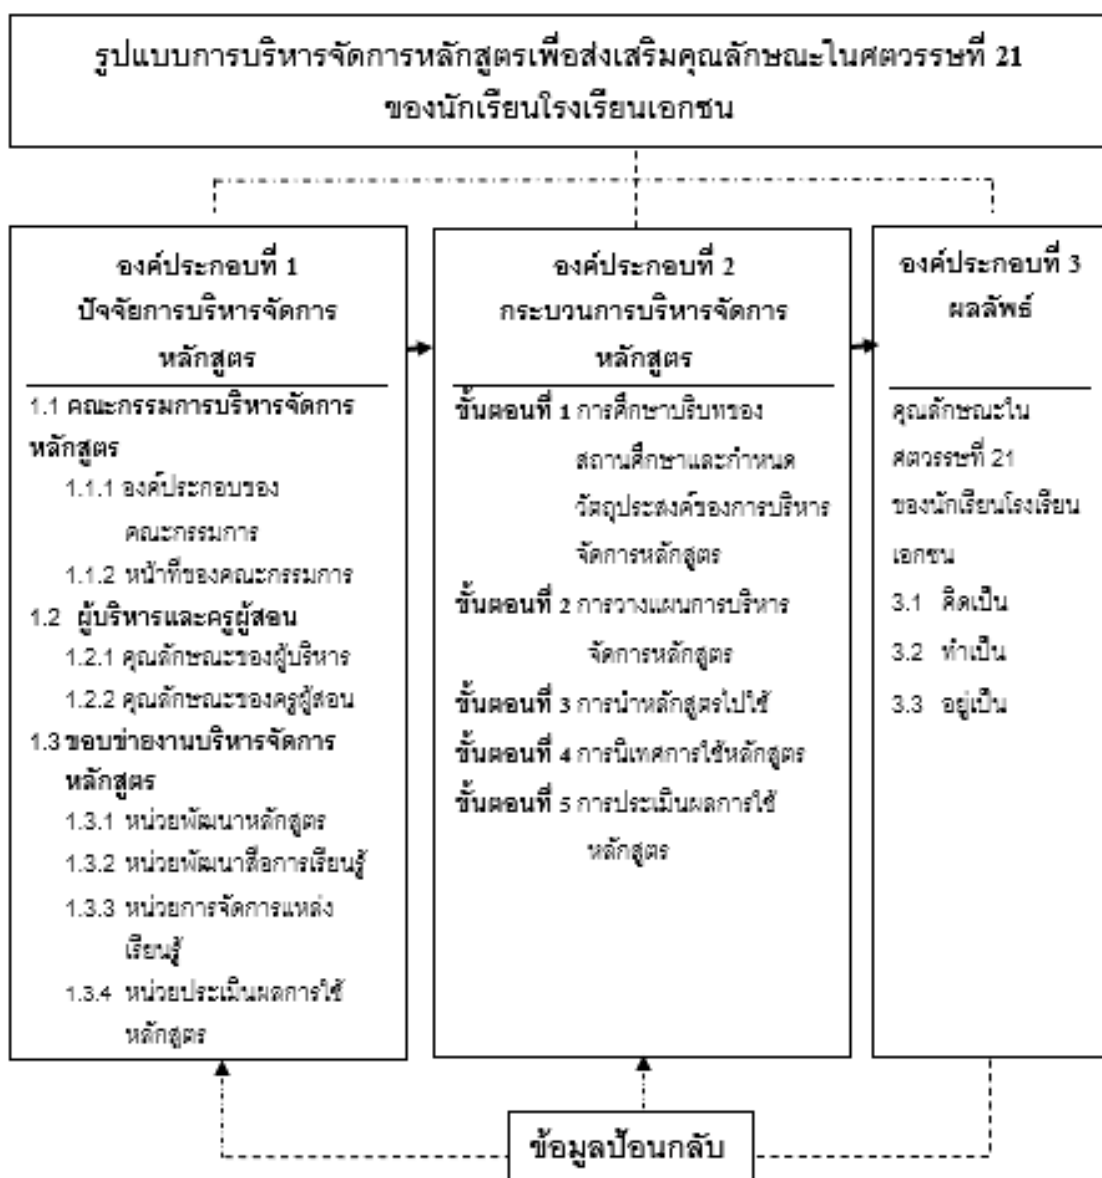 รูปแบบการบริหารจัดการหลักสูตรเพื่อส่งเสริมคุณลักษณะในศตวรรษที่ 21
ของนักเรียนโรงเรียนเอกชน
องค์ประกอบที่ 1
ปัจจัยการบริหารจัดการ
หลักสูตร
1.1 คณะกรรมการบริหารจัดการ
หลักสูตร
1.1.1 องค์ประกอบของ
คณะกรรมการ
1.1.2 หน้าที่ของคณะกรรมการ
1.2 ผู้บริหารและครูผู้สอน
1.2.1 คุณลักษณะของผู้บริหาร
1.2.2 คุณลักษณะของครูผู้สอน
1.3 ขอบข่ายงานบริหารจัดการ
หลักสูตร
1.3.1 หน่วยพัฒนาหลักสูตร
1.3.2 หน่วยพัฒนาสื่อการเรียนรู้
1.3.3 หน่วยการจัดการแหล่ง
เรียนรู้
1.3.4 หน่วยประเมินผลการใช้
หลักสูตร
องค์ประกอบที่ 2
กระบวนการบริหารจัดการ
หลักสูตร
ขั้นตอนที่ 1 การศึกษาบริบทของ
สถานศึกษาและกำหนด
วัตถุประสงค์ของการบริหาร
จัดการหลักสูตร
ขั้นตอนที่ 2 การวางแผนการบริหาร
จัดการหลักสูตร
ขั้นตอนที่ 3 การนำหลักสูตรไปใช้
ขั้นตอนที่ 4 การนิเทศการใช้หลักสูตร
ขั้นตอนที่ 5 การประเมินผลการใช้
หลักสูตร
องค์ประกอบที่ 3
ผลลัพธ์
คุณลักษณะใน
ศตวรรษที่ 21
ของนักเรียนโรงเรียน
เอกชน
3.1 คิดเป็น
3.2 ทำเป็น
3.3 อยู่เป็น
ข้อมูลป้อนกลับ